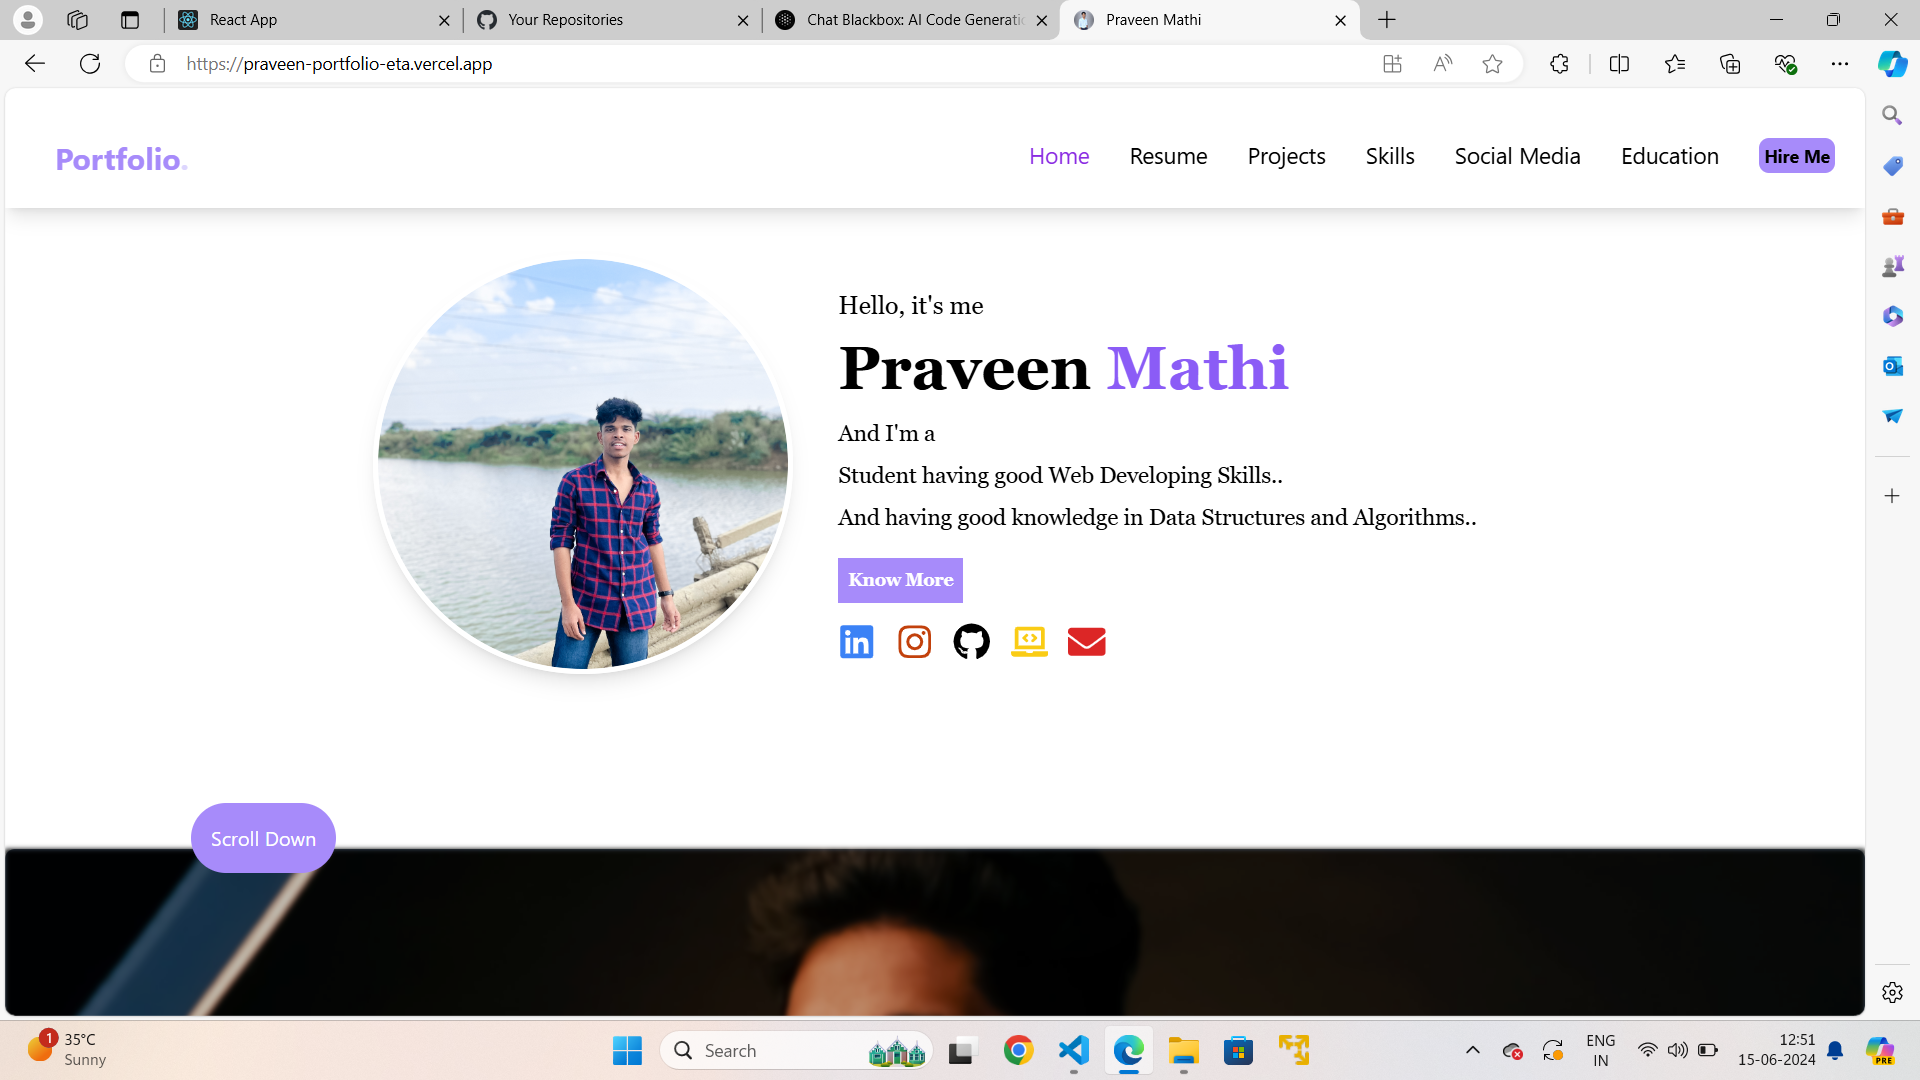 React App
Your Repositories
Chat Blackbox: AI Code Generatio
Praveen Mathi
https://praveen-portfolio-eta.vercel.app
Portfolio.
Home
Resume
Projects
Skills
Social Media
Education
Hire Me
Hello, it's me
Praveen Mathi
And I'm a
Student having good Web Developing Skills..
And having good knowledge in Data Structures and Algorithms..
Know More
Scroll Down
1
35°C
Sunny
Search
ENG
IN
12:51
15-06-2024
PRE